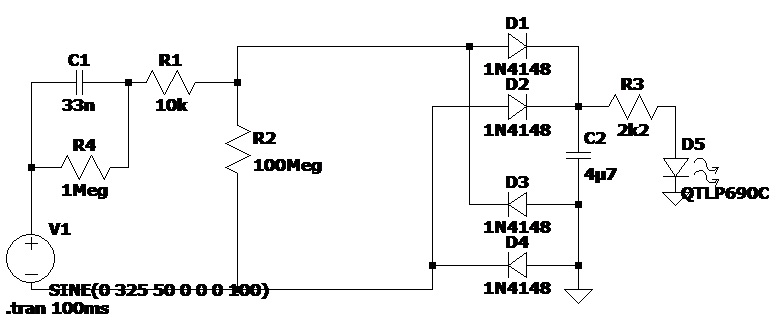 D1
C1
R1
1N4148
D2
R3
33n
10k
R2
1N4148
2k2
R4
C2
D5
100Meg
4µ7
1Meg
D3
QTLP690C
V1
1N4148
D4
SINE(0 325 50 0 0 0 100)
1N4148
.tran 100ms